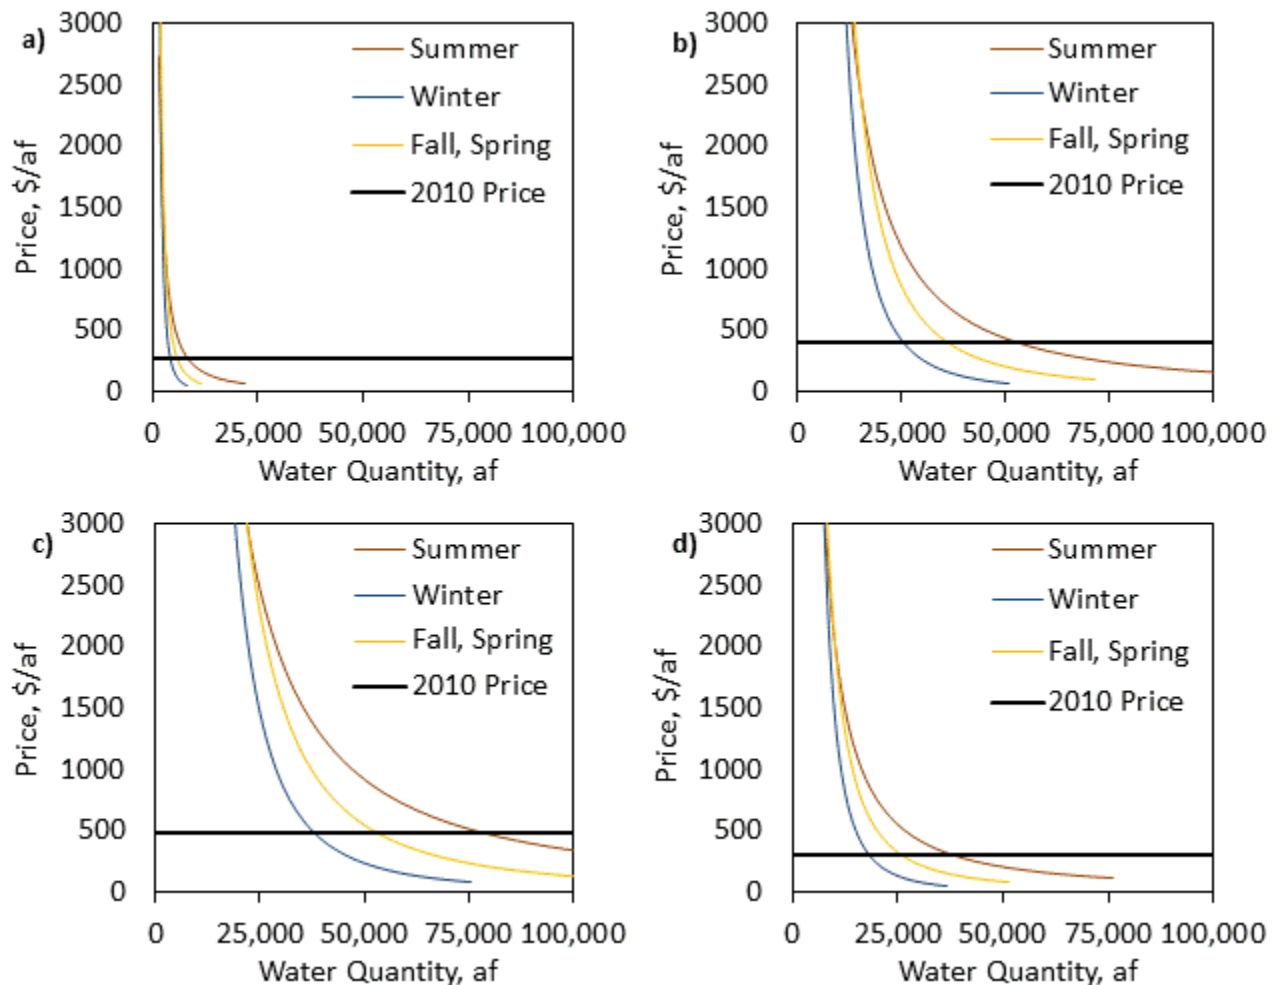 a)
3000
2500
2000
1500
1000
500
0
Price, $/af
Summer
Winter
Fall, Spring
2010 Price
0 25,000 50,000 75,000 100,000
Water Quantity, af
b)
3000
2500
2000
1500
1000
500
0
Price, $/af
Summer
Winter
Fall, Spring
2010 Price
0 25,000 50,000 75,000 100,000
Water Quantity, af
c)
3000
2500
2000
1500
1000
500
0
Price, $/af
Summer
Winter
Fall, Spring
2010 Price
0 25,000 50,000 75,000 100,000
Water Quantity, af
d)
3000
2500
2000
1500
1000
500
0
Price, $/af
Summer
Winter
Fall, Spring
2010 Price
0 25,000 50,000 75,000 100,000
Water Quantity, af